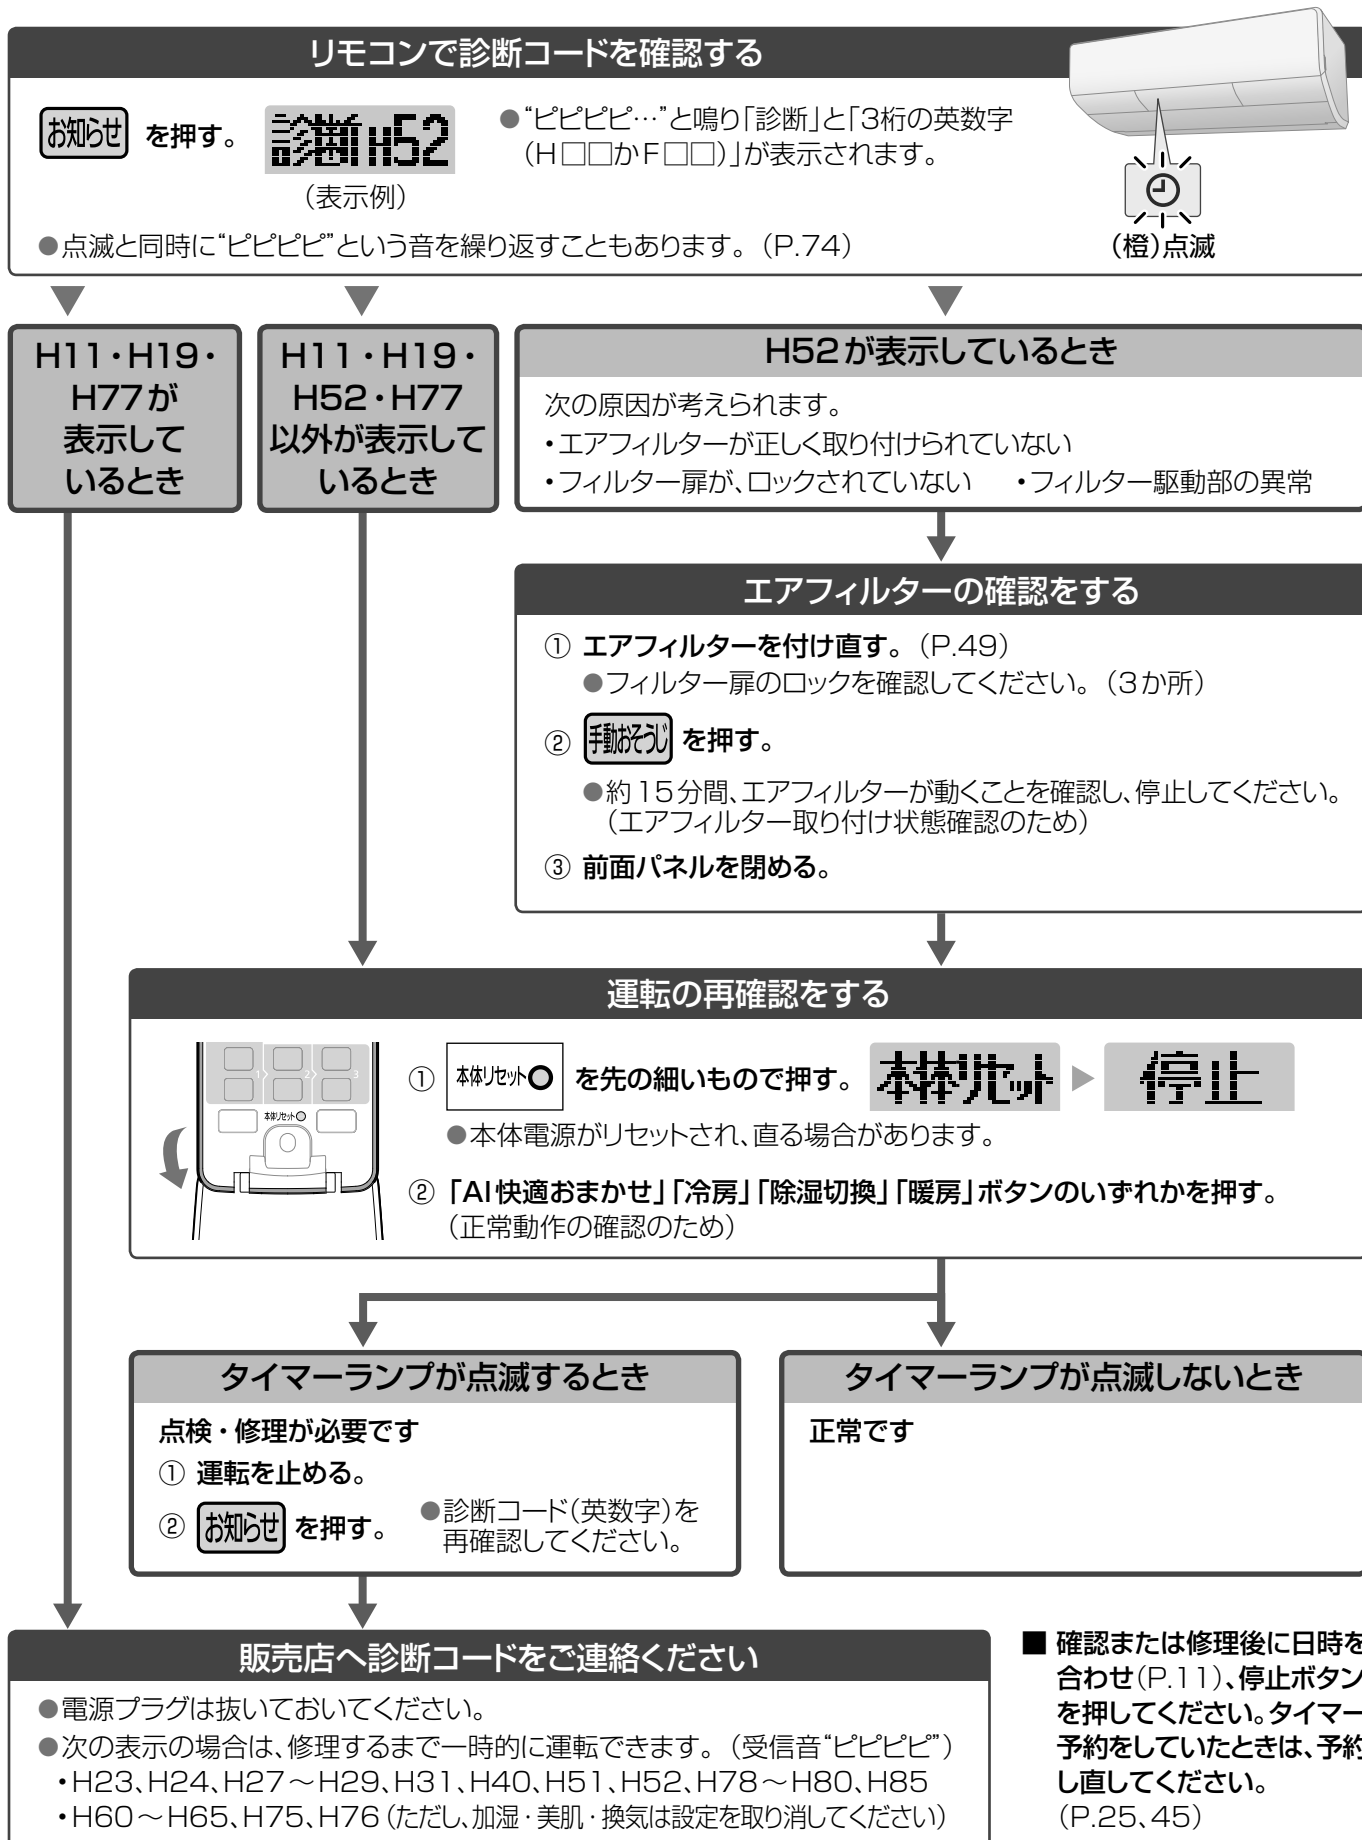 リモコンで診断コードを確認する
お知らせ を押す。
診断 H52
(表示例)
●“ピピピピ…”と鳴り「診断」と「3桁の英数字
(H□□かF□□)」が表示されます。
●点滅と同時に“ピピピピ”という音を繰り返すこともあります。(P.74)
(橙)点滅
H11・H19・
H77が
表示して
いるとき
H11・H19・
H52・H77
以外が表示して
いるとき
H52が表示しているとき
次の原因が考えられます。
・エアフィルターが正しく取り付けられていない
・フィルター扉が、ロックされていない ・フィルター駆動部の異常
エアフィルターの確認をする
① エアフィルターを付け直す。(P.49)
●フィルター扉のロックを確認してください。(3か所)
② 手動おそうじ を押す。
●約15分間、エアフィルターが動くことを確認し、停止してください。
(エアフィルター取り付け状態確認のため)
③ 前面パネルを閉める。
運転の再確認をする
1 2 3
本体リセット○
① 本体リセット○ を先の細いもので押す。 本体リセット ▶ 停止
●本体電源がリセットされ、直る場合があります。
② 「AI快適おまかせ」「冷房」「除湿切換」「暖房」ボタンのいずれかを押す。
(正常動作の確認のため)
タイマーランプが点滅するとき
点検・修理が必要です
① 運転を止める。
② お知らせ を押す。
●診断コード(英数字)を
再確認してください。
タイマーランプが点滅しないとき
正常です
販売店へ診断コードをご連絡ください
●電源プラグは抜いておいてください。
●次の表示の場合は、修理するまで一時的に運転できます。(受信音“ピピピピ”)
・H23、H24、H27～H29、H31、H40、H51、H52、H78～H80、H85
・H60～H65、H75、H76(ただし、加湿・美肌・換気は設定を取り消してください)
■ 確認または修理後に日時を
合わせ(P.11)、停止ボタン
を押してください。タイマー
予約をしていたときは、予約
し直してください。
(P.25、45)